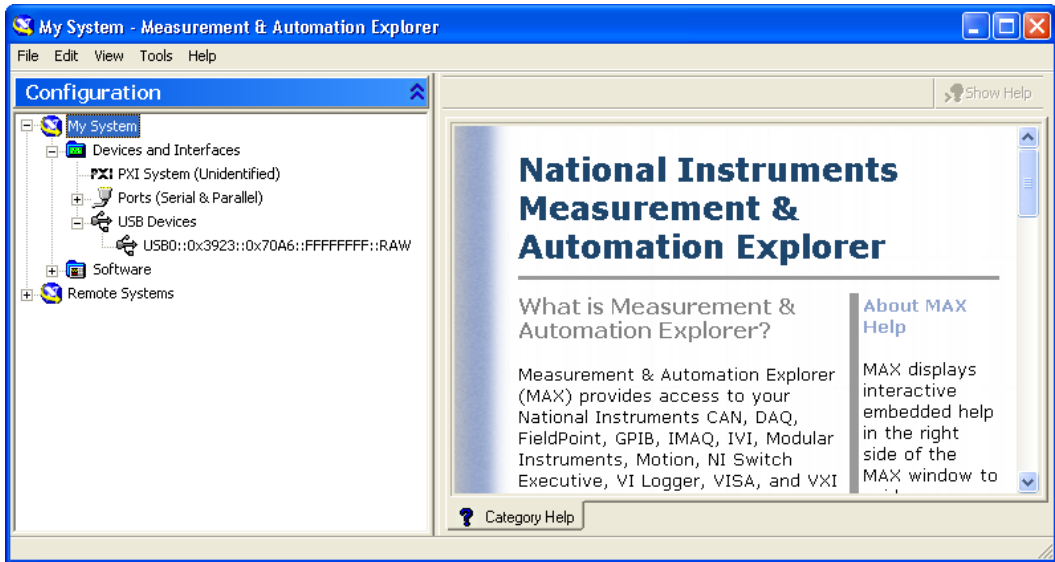 My System - Measurement & Automation Explorer
File Edit View Tools Help
Configuration
My System
Devices and Interfaces
PXI PXI System (Unidentified)
Ports (Serial & Parallel)
USB Devices
USB0::0x3923::0x70A6::FFFFFFFF::RAW
Software
Remote Systems
Show Help
National Instruments
Measurement &
Automation Explorer
What is Measurement &
Automation Explorer?
Measurement & Automation Explorer
(MAX) provides access to your
National Instruments CAN, DAQ,
FieldPoint, GPIB, IMAQ, IVI, Modular
Instruments, Motion, NI Switch
Executive, VI Logger, VISA, and VXI
About MAX
Help
MAX displays
interactive
embedded help
in the right
side of the
MAX window to
Category Help